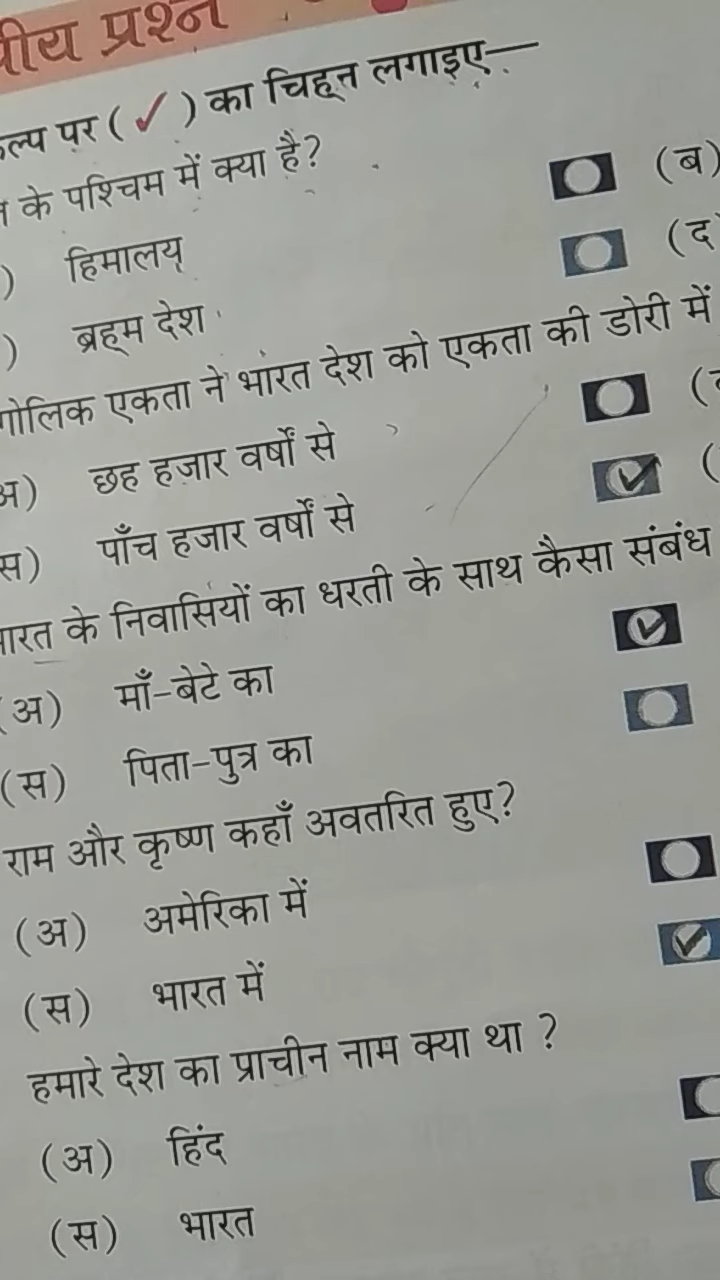 प्रश्न
पर ( ✓ ) का चिह्न लगाइए—
के पश्चिम में क्या है?
) हिमालय (ब)
) ब्रह्म देश (द
एकता ने भारत देश को एकता की डोरी में
अ) छह हज़ार वर्षों से (
स) पाँच हजार वर्षों से (
के निवासियों का धरती के साथ कैसा संबंध
(अ) माँ-बेटे का
(स) पिता-पुत्र का
राम और कृष्ण कहाँ अवतरित हुए?
(अ) अमेरिका में
(स) भारत में
हमारे देश का प्राचीन नाम क्या था ?
(अ) हिंद
(स) भारत